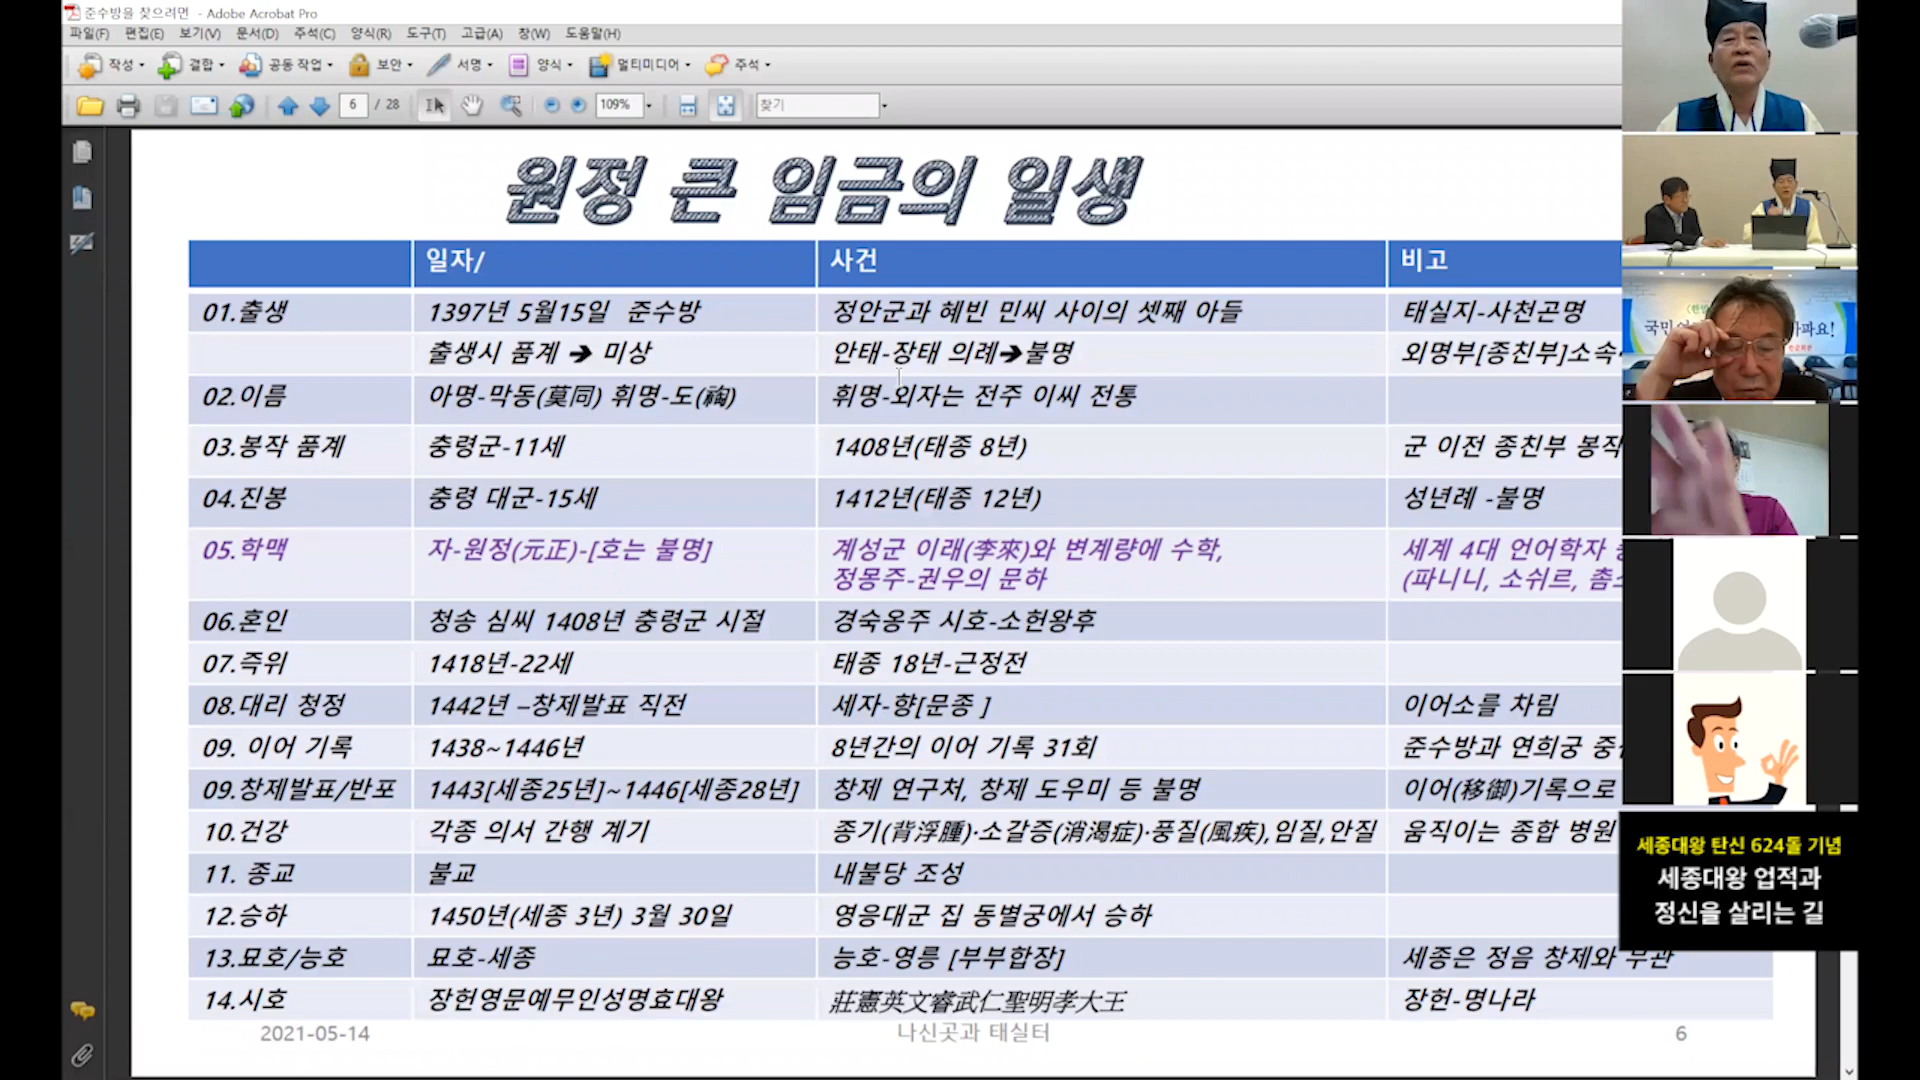 준수방을 찾으려면 - Adobe Acrobat Pro
파일(F) 편집(E) 보기(V) 문서(D) 주석(C) 양식(R) 도구(T) 고급(A) 창(W) 도움말(H)
작성 결합 공동 작업 보안 서명 양식 멀티미디어 주석
6 / 28 109% 찾기
원정 큰 임금의 일생
일자/ 사건 비고
01.출생 1397년 5월15일 준수방 정안군과 혜빈 민씨 사이의 셋째 아들 태실지-사천곤명
출생시 품계 → 미상 안태-장태 의례→불명 외명부[종친부]소속
02.이름 아명-막동(莫同) 휘명-도(祹) 휘명-외자는 전주 이씨 전통
03.봉작 품계 충령군-11세 1408년(태종 8년) 군 이전 종친부 봉작
04.진봉 충령 대군-15세 1412년(태종 12년) 성년례 -불명
05.학맥 자-원정(元正)-[호는 불명] 계성군 이래(李來)와 변계량에 수학, 세계 4대 언어학자
정몽주-권우의 문하 (파니니, 소쉬르,
06.혼인 청송 심씨 1408년 충령군 시절 경숙옹주 시호-소헌왕후
07.즉위 1418년-22세 태종 18년-근정전
08.대리 청정 1442년 –창제발표 직전 세자-향[문종 ] 이어소를 차림
09. 이어 기록 1438~1446년 8년간의 이어 기록 31회 준수방과 연희궁
09.창제발표/반포 1443[세종25년]~1446[세종28년] 창제 연구처, 창제 도우미 등 불명 이어(移御)기록으로
10.건강 각종 의서 간행 계기 종기(背浮腫)·소갈증(消渴症)·풍질(風疾),임질,안질 움직이는 종합 병원
11. 종교 불교 내불당 조성
12.승하 1450년(세종 3년) 3월 30일 영응대군 집 동별궁에서 승하
13.묘호/능호 묘호-세종 능호-영릉 [부부합장] 세종은 정음 창제와 무관
14.시호 장헌영문예무인성명효대왕 莊憲英文睿武仁聖明孝大王 장헌-명나라
2021-05-14 나신곳과 태실터 6
국민
아파요!
세종대왕 탄신 624돌 기념
세종대왕 업적과
정신을 살리는 길